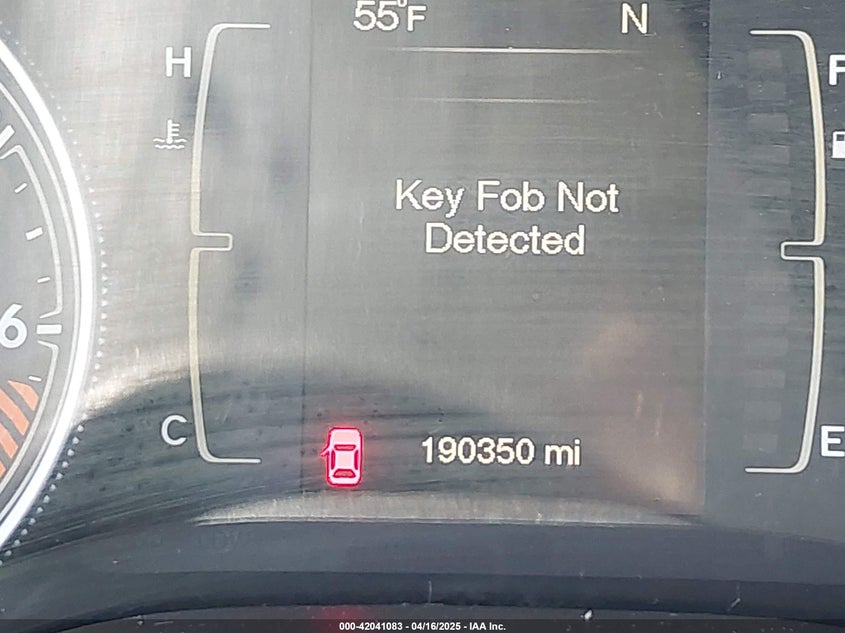 55°F N
H
Key Fob Not
Detected
6
C
190350 mi
E
000-42041083 - 04/16/2025 - IAA Inc.